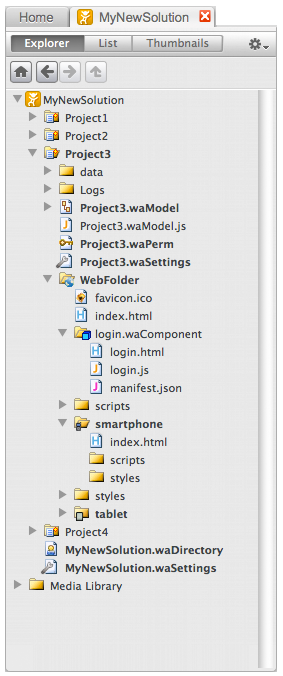 Home MyNewSolution
Explorer List Thumbnails
MyNewSolution
Project1
Project2
Project3
data
Logs
Project3.waModel
Project3.waModel.js
Project3.waPerm
Project3.waSettings
WebFolder
favicon.ico
index.html
login.waComponent
login.html
login.js
manifest.json
scripts
smartphone
index.html
scripts
styles
styles
tablet
Project4
MyNewSolution.waDirectory
MyNewSolution.waSettings
Media Library